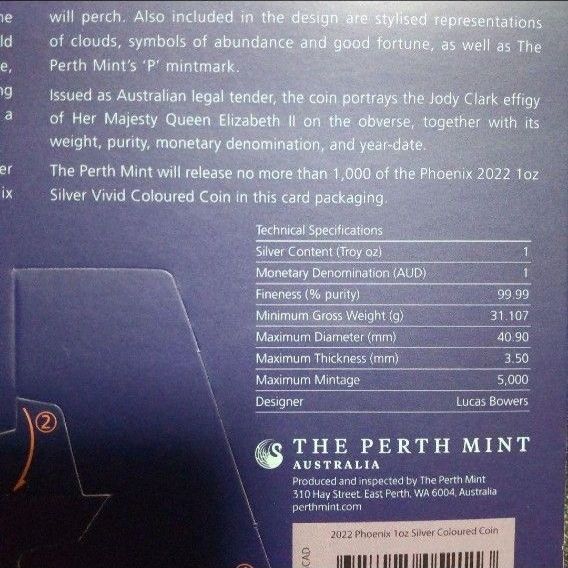 ne
ld
e,
ng
a
er
ix
will perch. Also included in the design are stylised representations
of clouds, symbols of abundance and good fortune, as well as The
Perth Mint's 'P' mintmark.
Issued as Australian legal tender, the coin portrays the Jody Clark effigy
of Her Majesty Queen Elizabeth II on the obverse, together with its
weight, purity, monetary denomination, and year-date.
The Perth Mint will release no more than 1,000 of the Phoenix 2022 1oz
Silver Vivid Coloured Coin in this card packaging.
Technical Specifications
Silver Content (Troy oz) 1
Monetary Denomination (AUD) 1
Fineness (% purity) 99.99
Minimum Gross Weight (g) 31.107
Maximum Diameter (mm) 40.90
Maximum Thickness (mm) 3.50
Maximum Mintage 5,000
Designer Lucas Bowers
2
THE PERTH MINT
AUSTRALIA
Produced and inspected by The Perth Mint
310 Hay Street, East Perth, WA 6004, Australia
perthmint.com
2022 Phoenix 1oz Silver Coloured Coin
CAD